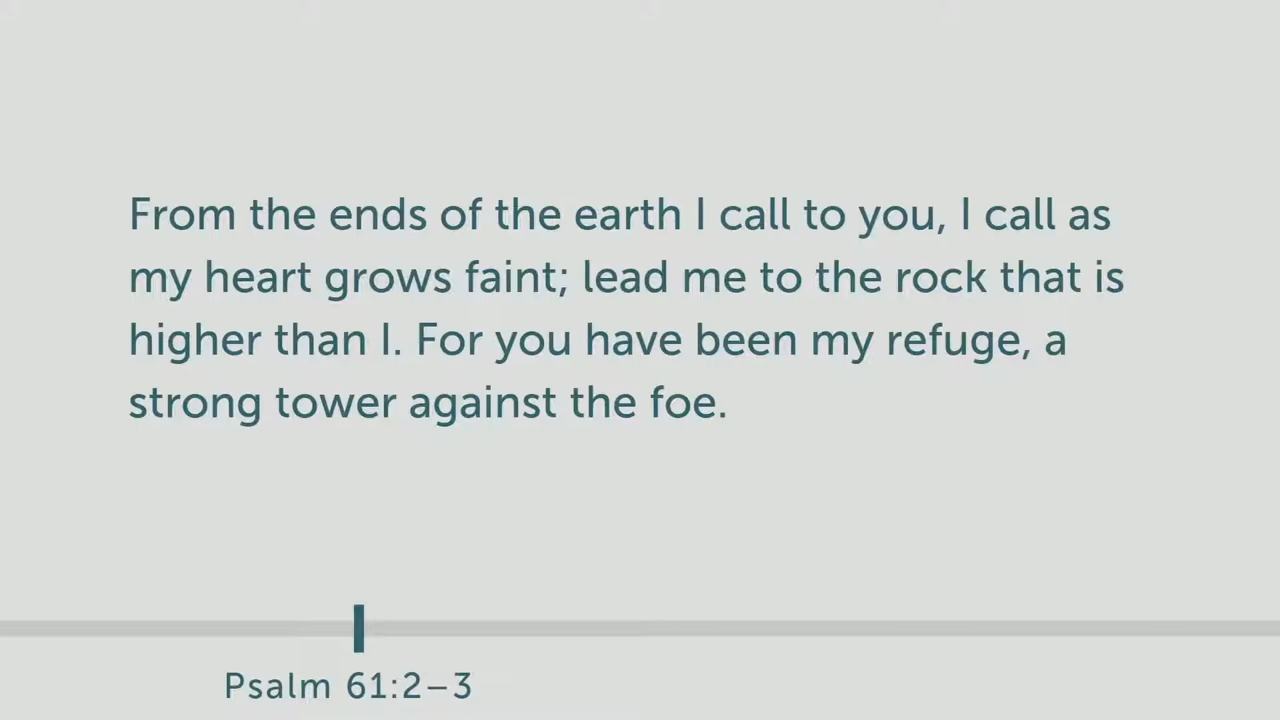 From the ends of the earth I call to you, I call as
my heart grows faint; lead me to the rock that is
higher than I. For you have been my refuge, a
strong tower against the foe.
Psalm 61:2–3